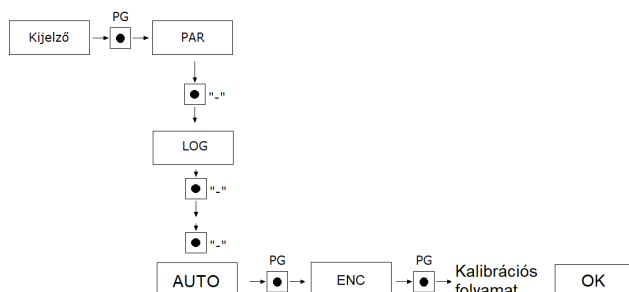 PG
Kijelző
PAR
"-"
LOG
"-"
"-"
PG
PG
AUTO
ENC
Kalibrációs
folyamat
OK